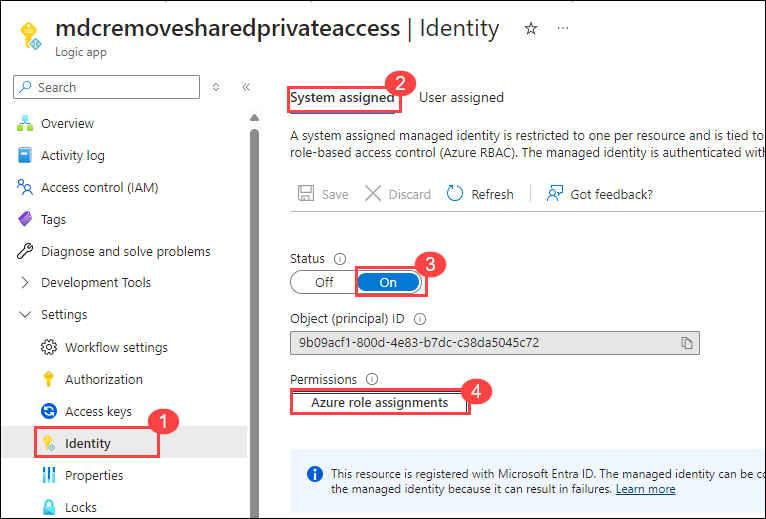 mdcremovesharedprivateaccess | Identity
Logic app
Search
Overview
Activity log
Access control (IAM)
Tags
Diagnose and solve problems
Development Tools
Settings
Workflow settings
Authorization
Access keys
1
Identity
Properties
Locks
2
System assigned
User assigned
A system assigned managed identity is restricted to one per resource and is tied to
role-based access control (Azure RBAC). The managed identity is authenticated with
Save
Discard
Refresh
Got feedback?
Status
3
Off
On
Object (principal) ID
9b09acf1-800d-4e83-b7dc-c38da5045c72
Permissions
4
Azure role assignments
This resource is registered with Microsoft Entra ID. The managed identity can be co
the managed identity because it can result in failures. Learn more